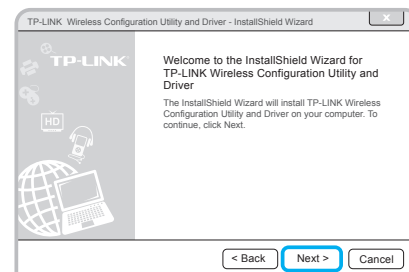 TP-LINK Wireless Configuration Utility and Driver - InstallShield Wizard
X
TP-LINK
HD
Welcome to the InstallShield Wizard for
TP-LINK Wireless Configuration Utility and
Driver
The InstallShield Wizard will install TP-LINK Wireless
Configuration Utility and Driver on your computer. To
continue, click Next.
< Back
Next >
Cancel